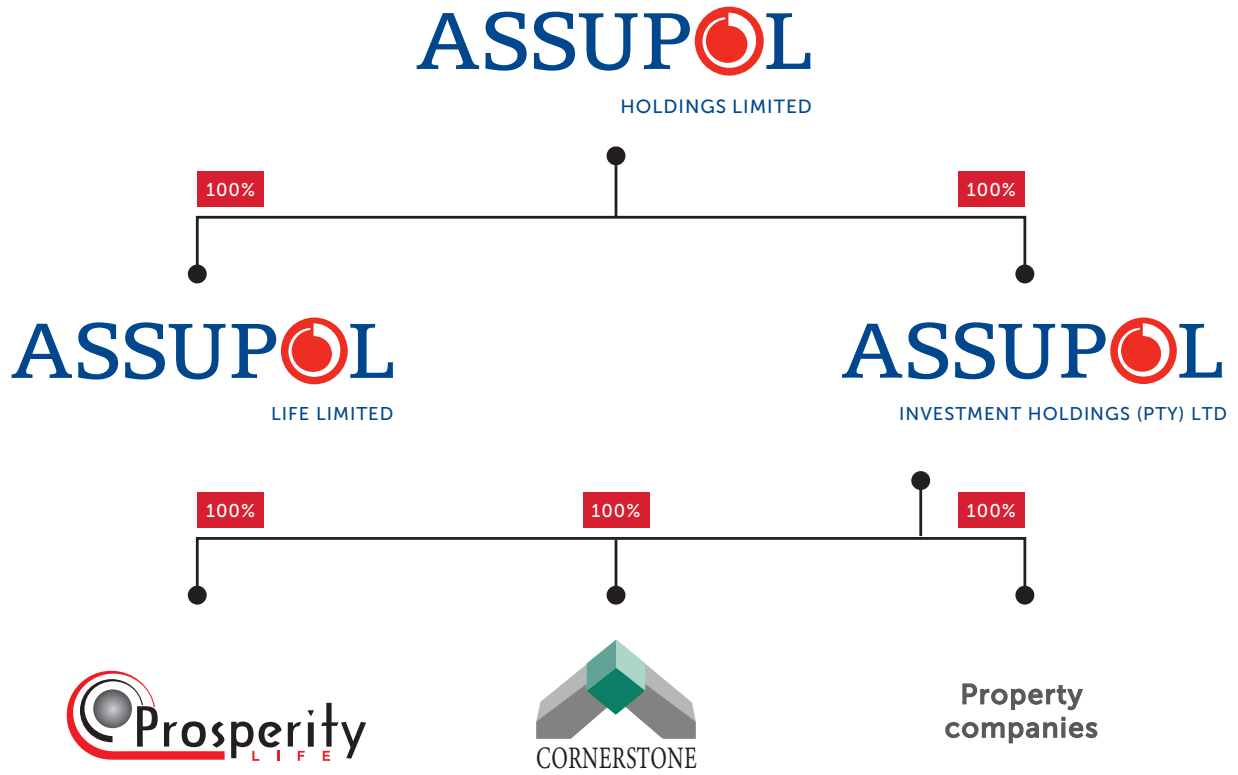 ASSUPOL
HOLDINGS LIMITED
100%
100%
ASSUPOL
LIFE LIMITED
ASSUPOL
INVESTMENT HOLDINGS (PTY) LTD
100%
100%
100%
Prosperity
LIFE
CORNERSTONE
Property
companies